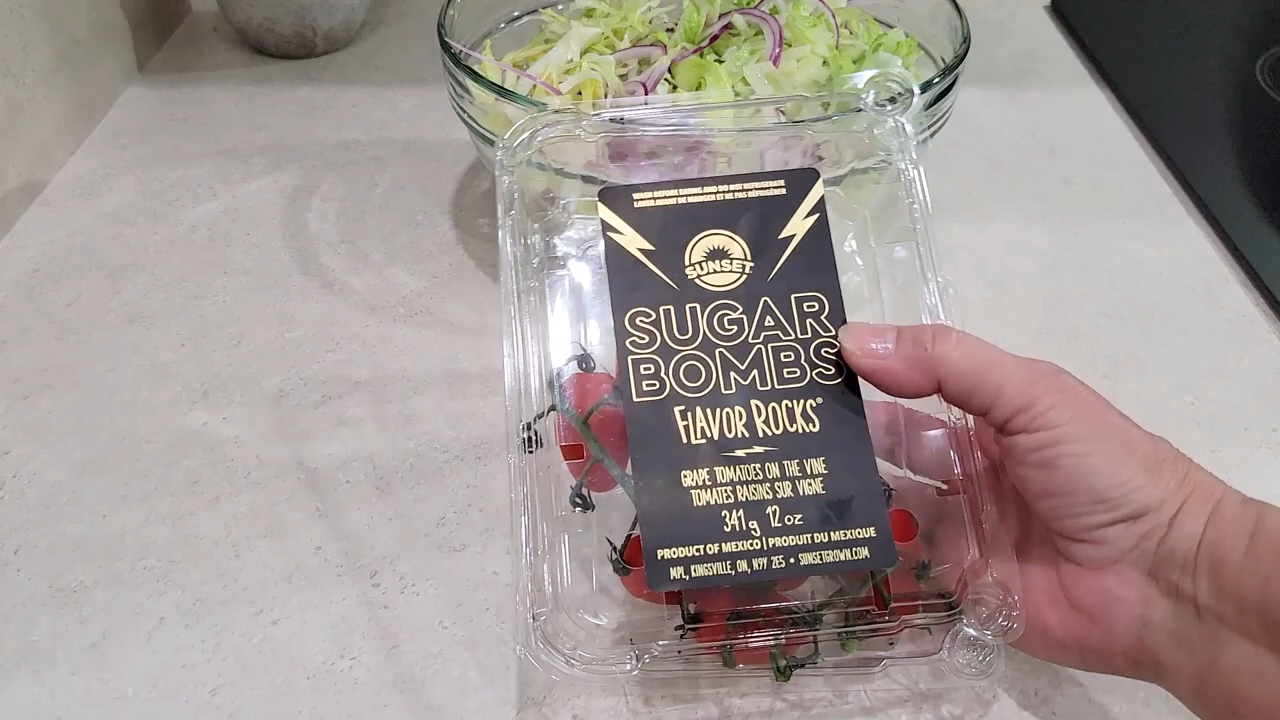 WASH BEFORE EATING AND DO NOT REFRIGERATE
LAVER AVANT DE MANGER ET NE PAS RÉFRIGÉRER
SUNSET
SUGAR
BOMBS
FLAVOR ROCKS®
GRAPE TOMATOES ON THE VINE
TOMATES RAISINS SUR VIGNE
341g 12 oz
PRODUCT OF MEXICO | PRODUIT DU MEXIQUE
MPL, KINGSVILLE, ON, N9Y 2E5 • SUNSETGROWN.COM